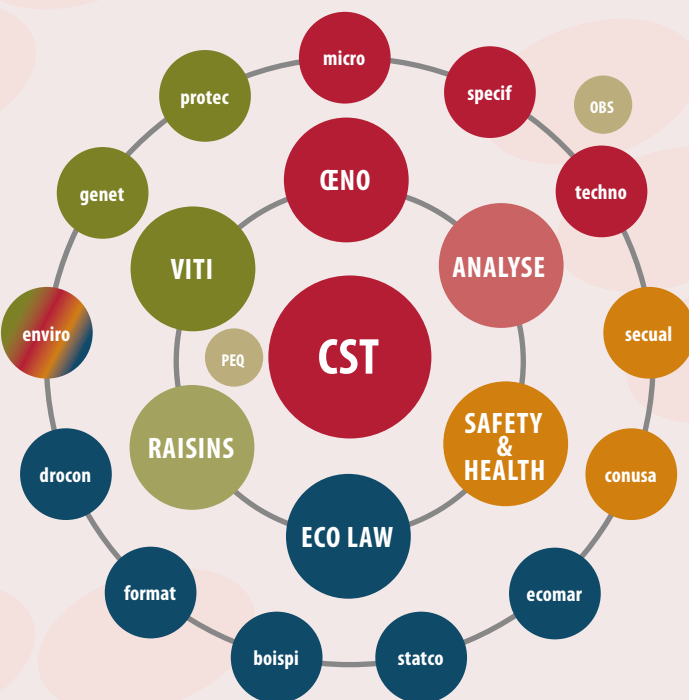 micro
protec
specif
OBS
ŒNO
genet
techno
VITI
ANALYSE
enviro
PEQ
CST
secual
RAISINS
SAFETY
&
HEALTH
drocon
conusa
ECO LAW
format
ecomar
boispi
statco